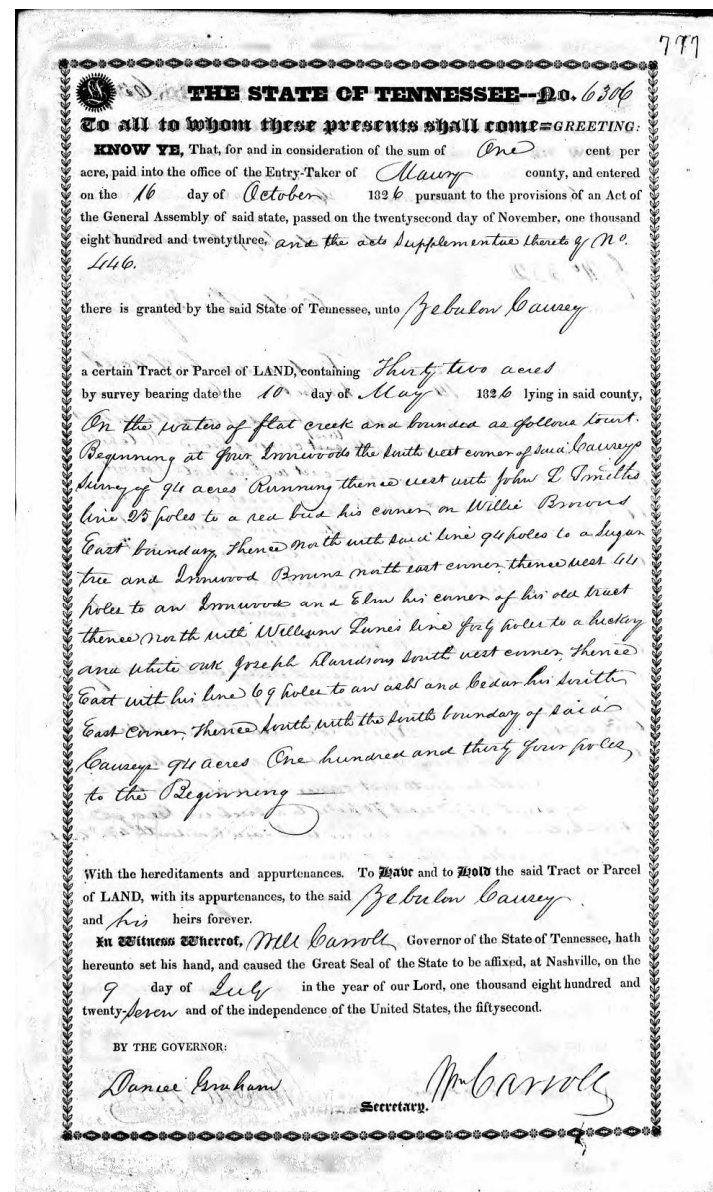 777
THE STATE OF TENNESSEE--No. 6306
To all to whom these presents shall come=GREETING:
KNOW YE, That, for and in consideration of the sum of One cent per
acre, paid into the office of the Entry-Taker of Maury county, and entered
on the 16 day of October 1826 pursuant to the provisions of an Act of
the General Assembly of said state, passed on the twentysecond day of November, one thousand
eight hundred and twentythree, and the acts Supplemental thereto of No.
446.
there is granted by the said State of Tennessee, unto Zebulon Causey
a certain Tract or Parcel of LAND, containing Thirty two acres
by survey bearing date the 10 day of May 1826 lying in said county,
On the waters of flat creek and bounded as follows towit.
Beginning at four Ironwoods the South west corner of said Causeys
Survey of 94 acres Running thence west with John L Smiths
line 25 poles to a red bud his corner on Willie Browns
East boundary, Thence North with said line 94 poles to a Sugar
tree and Ironwood Browns north east corner, thence west 44
poles to an Ironwood and Elm his corner of his old tract
thence north with William Lunes line forty poles to a hickory
and white oak Joseph Davidsons South west corner, Thence
East with his line 69 poles to an ash and Cedar his South
East corner, Thence South with the South boundary of said
Causeys 94 acres One hundred and thirty four poles,
to the Beginning
With the hereditaments and appurtenances. To Have and to Hold the said Tract or Parcel
of LAND, with its appurtenances, to the said Zebulon Causey
and his heirs forever.
In Witness Whereof, Will Carroll, Governor of the State of Tennessee, hath
hereunto set his hand, and caused the Great Seal of the State to be affixed, at Nashville, on the
9 day of July in the year of our Lord, one thousand eight hundred and
twenty-Seven and of the independence of the United States, the fiftysecond.
BY THE GOVERNOR:
Daniel Graham Wm Carroll
Secretary.